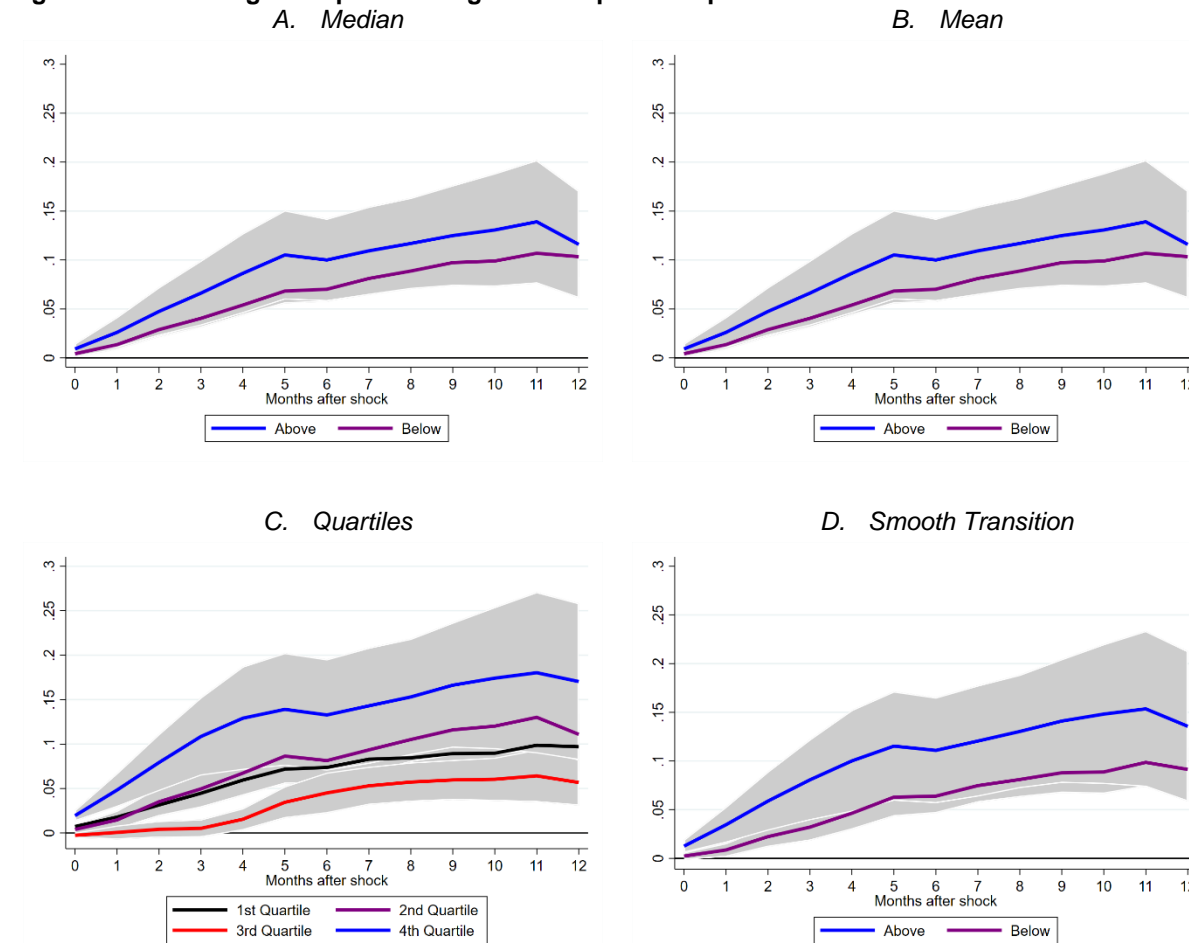 A. Median
B. Mean
.3
.25
.2
.15
.1
.05
0
0 1 2 3 4 5 6 7 8 9 10 11 12
Months after shock
Above Below
.3
.25
.2
.15
.1
.05
0
0 1 2 3 4 5 6 7 8 9 10 11
Months after shock
Above Below
C. Quartiles
D. Smooth Transition
.3
.25
.2
.15
.1
.05
0
0 1 2 3 4 5 6 7 8 9 10 11 12
Months after shock
1st Quartile 2nd Quartile
3rd Quartile 4th Quartile
.3
.25
.2
.15
.1
.05
0
0 1 2 3 4 5 6 7 8 9 10 11
Months after shock
Above Below